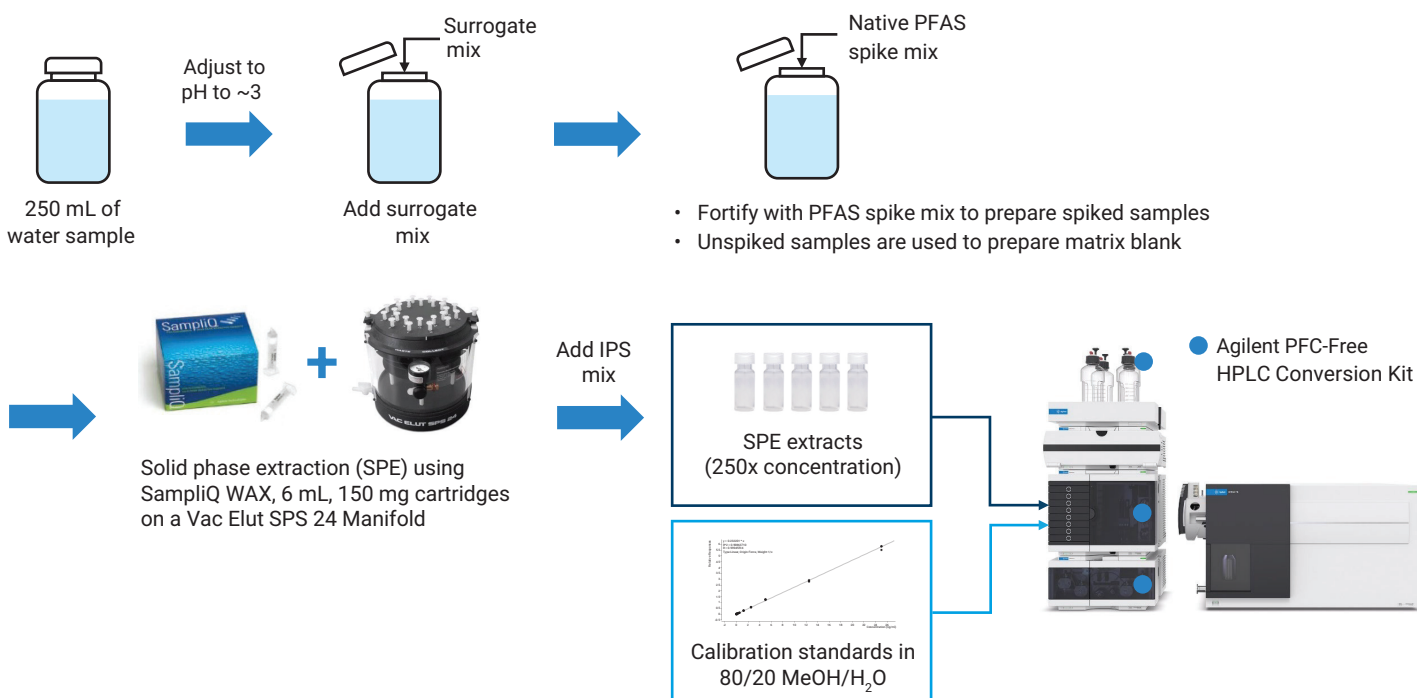 Surrogate
mix
Native PFAS
spike mix
Adjust to
pH to ~3
250 mL of
water sample
Add surrogate
mix
• Fortify with PFAS spike mix to prepare spiked samples
• Unspiked samples are used to prepare matrix blank
SampliQ
SampliQ
VAC ELUT SPS 24
Solid phase extraction (SPE) using
SampliQ WAX, 6 mL, 150 mg cartridges
on a Vac Elut SPS 24 Manifold
Add IPS
mix
SPE extracts
(250x concentration)
Agilent PFC-Free
HPLC Conversion Kit
Calibration standards in
80/20 MeOH/H₂O